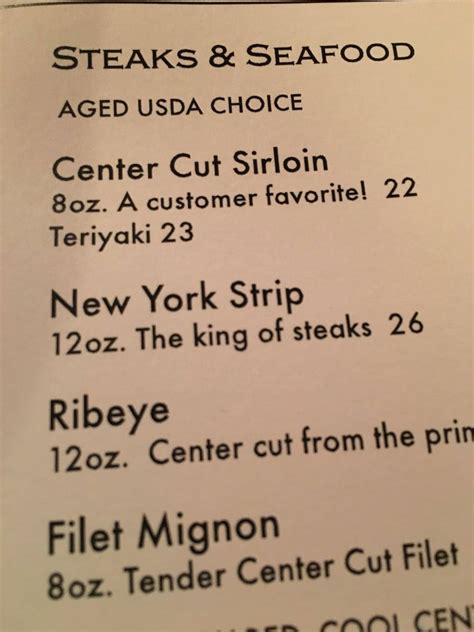 STEAKS & SEAFOOD
AGED USDA CHOICE
Center Cut Sirloin
8oz. A customer favorite! 22
Teriyaki 23
New York Strip
12oz. The king of steaks 26
Ribeye
12oz. Center cut from the
Filet Mignon
8oz. Tender Center Cut Filet
COOL